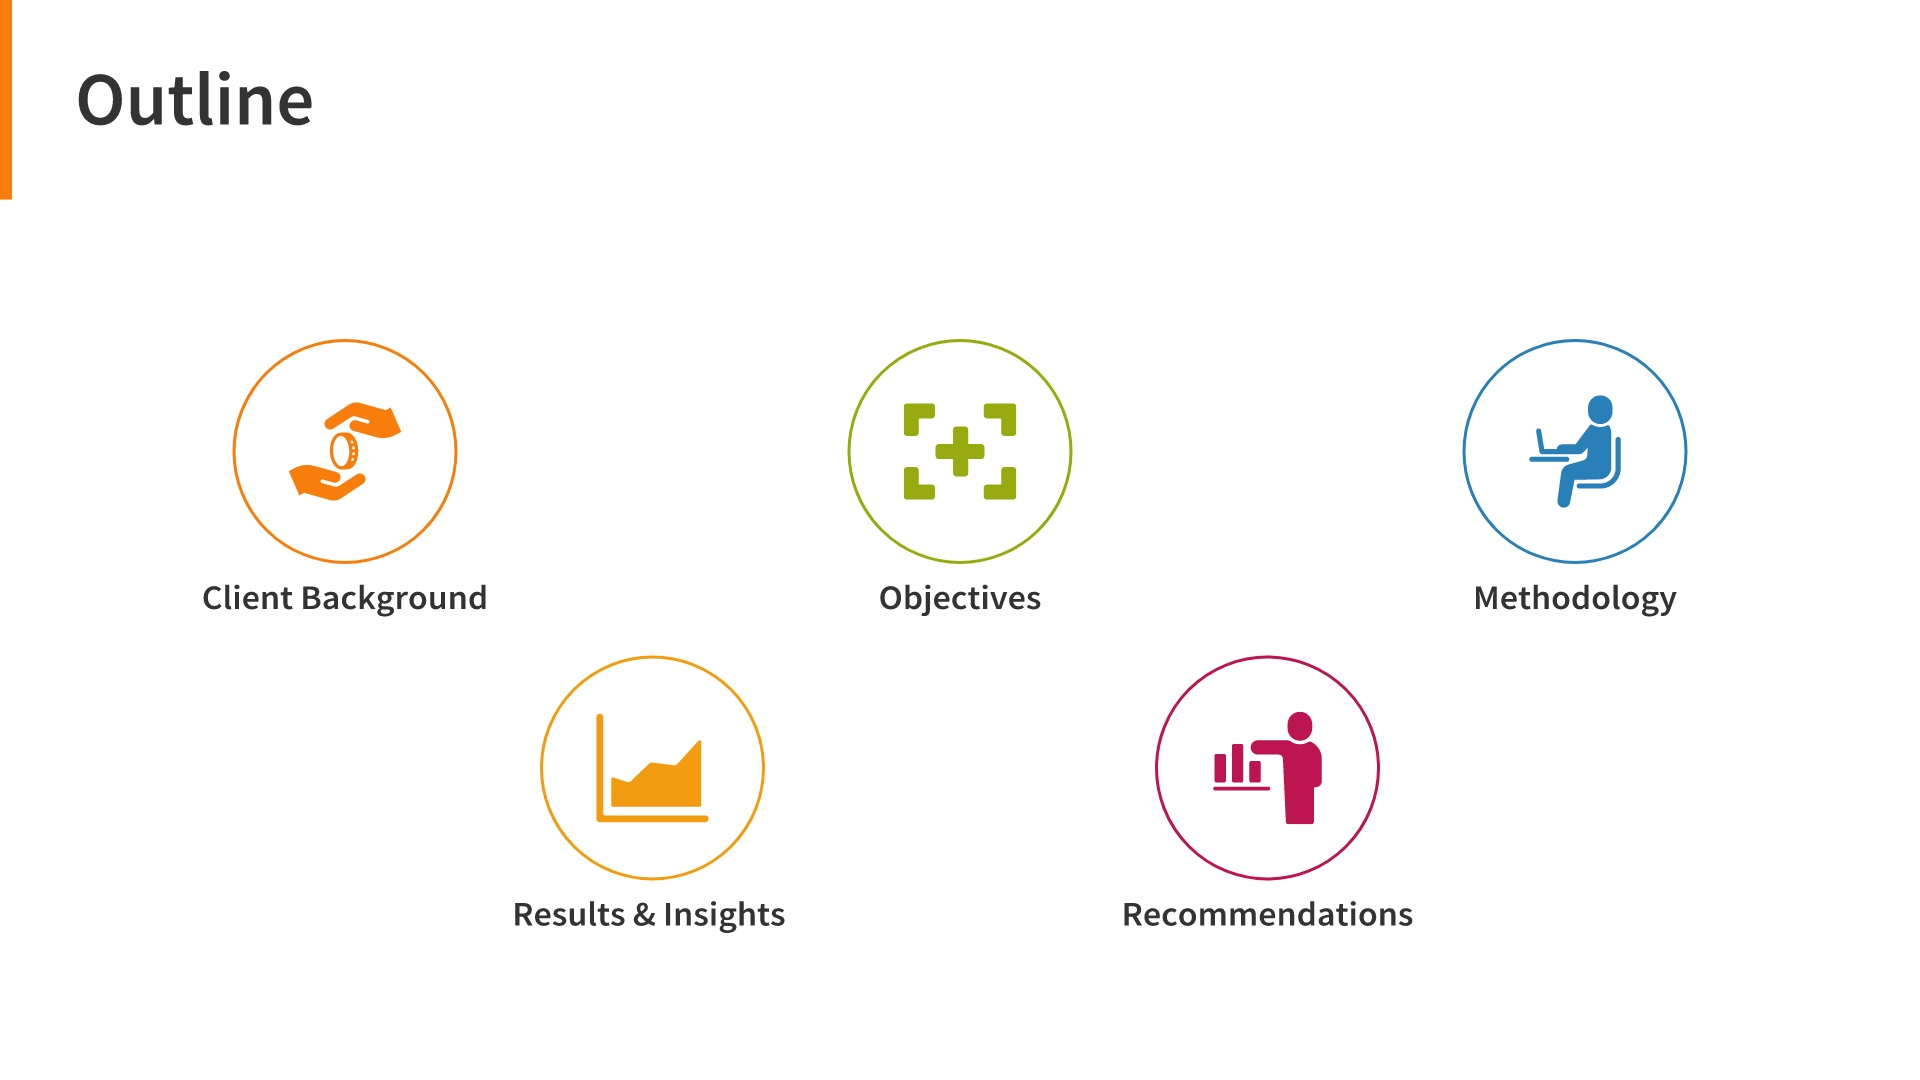 Outline
Client Background
Objectives
Methodology
Results & Insights
Recommendations